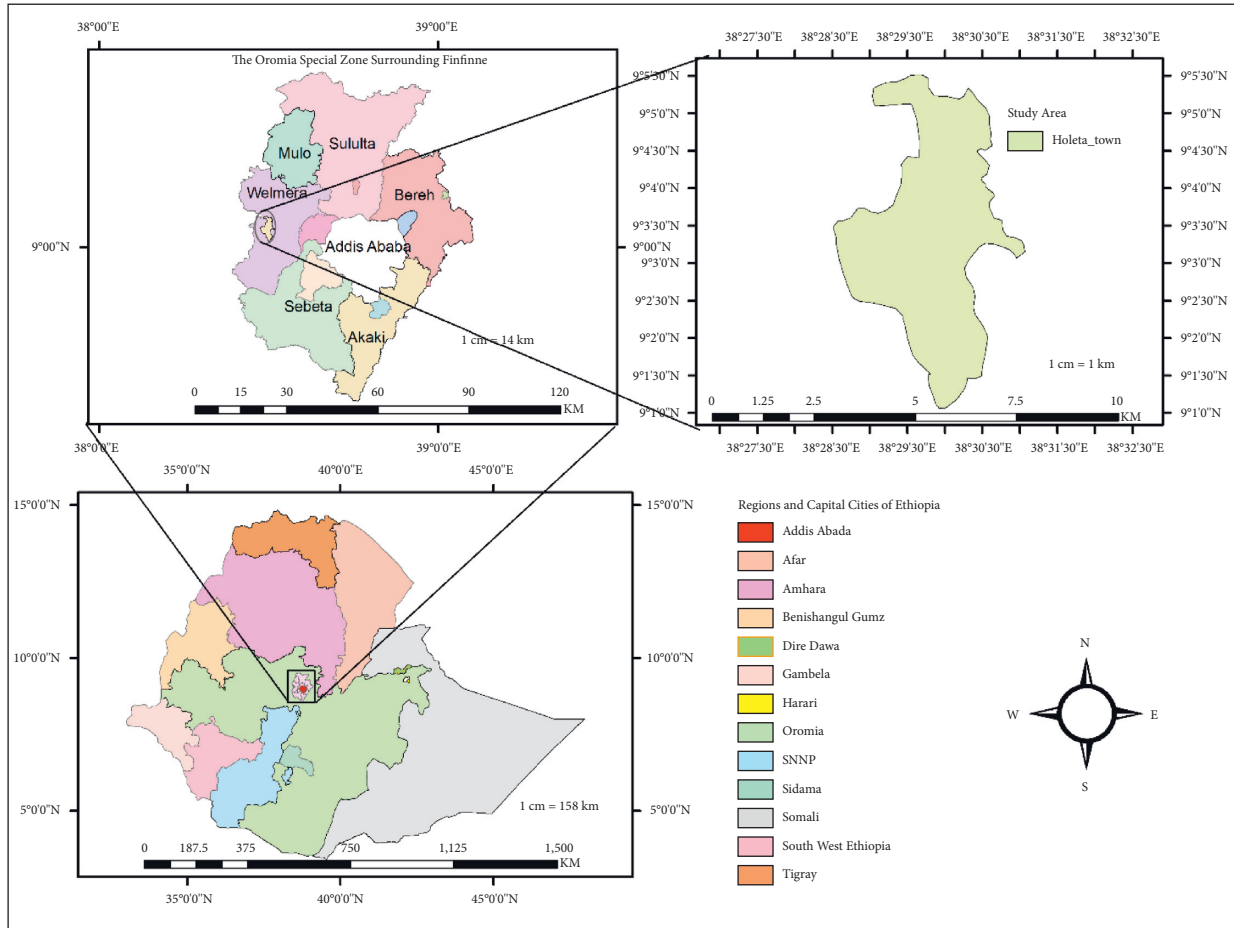 38°00′E 39°00′E
The Oromia Special Zone Surrounding Finfinne
Mulo
Sululta
Welmera
Bereh
Addis Ababa
9°00′N 9°00′N
Sebeta
Akaki
1 cm = 14 km
0 15 30 60 90 120
KM
38°00′E 39°00′E
38°27′30″E 38°28′30″E 38°29′30″E 38°30′30″E 38°31′30″E 38°32′30″E
9°5′30″N 9°5′30″N
9°5′0″N 9°5′0″N
9°4′30″N 9°4′30″N
9°4′0″N 9°4′0″N
9°3′30″N 9°3′30″N
9°3′0″N 9°3′0″N
9°2′30″N 9°2′30″N
9°2′0″N 9°2′0″N
9°1′30″N 9°1′30″N
9°1′0″N 9°1′0″N
Study Area
Holeta_town
1 cm = 1 km
0 1.25 2.5 5 7.5 10
KM
38°27′30″E 38°28′30″E 38°29′30″E 38°30′30″E 38°31′30″E 38°32′30″E
35°0′0″E 40°0′0″E 45°0′0″E
15°0′0″N 15°0′0″N
10°0′0″N 10°0′0″N
5°0′0″N 5°0′0″N
1 cm = 158 km
0 187.5 375 750 1,125 1,500
KM
35°0′0″E 40°0′0″E 45°0′0″E
Regions and Capital Cities of Ethiopia
Addis Abada
Afar
Amhara
Benishangul Gumz
Dire Dawa
Gambela
Harari
Oromia
SNNP
Sidama
Somali
South West Ethiopia
Tigray
N
W E
S